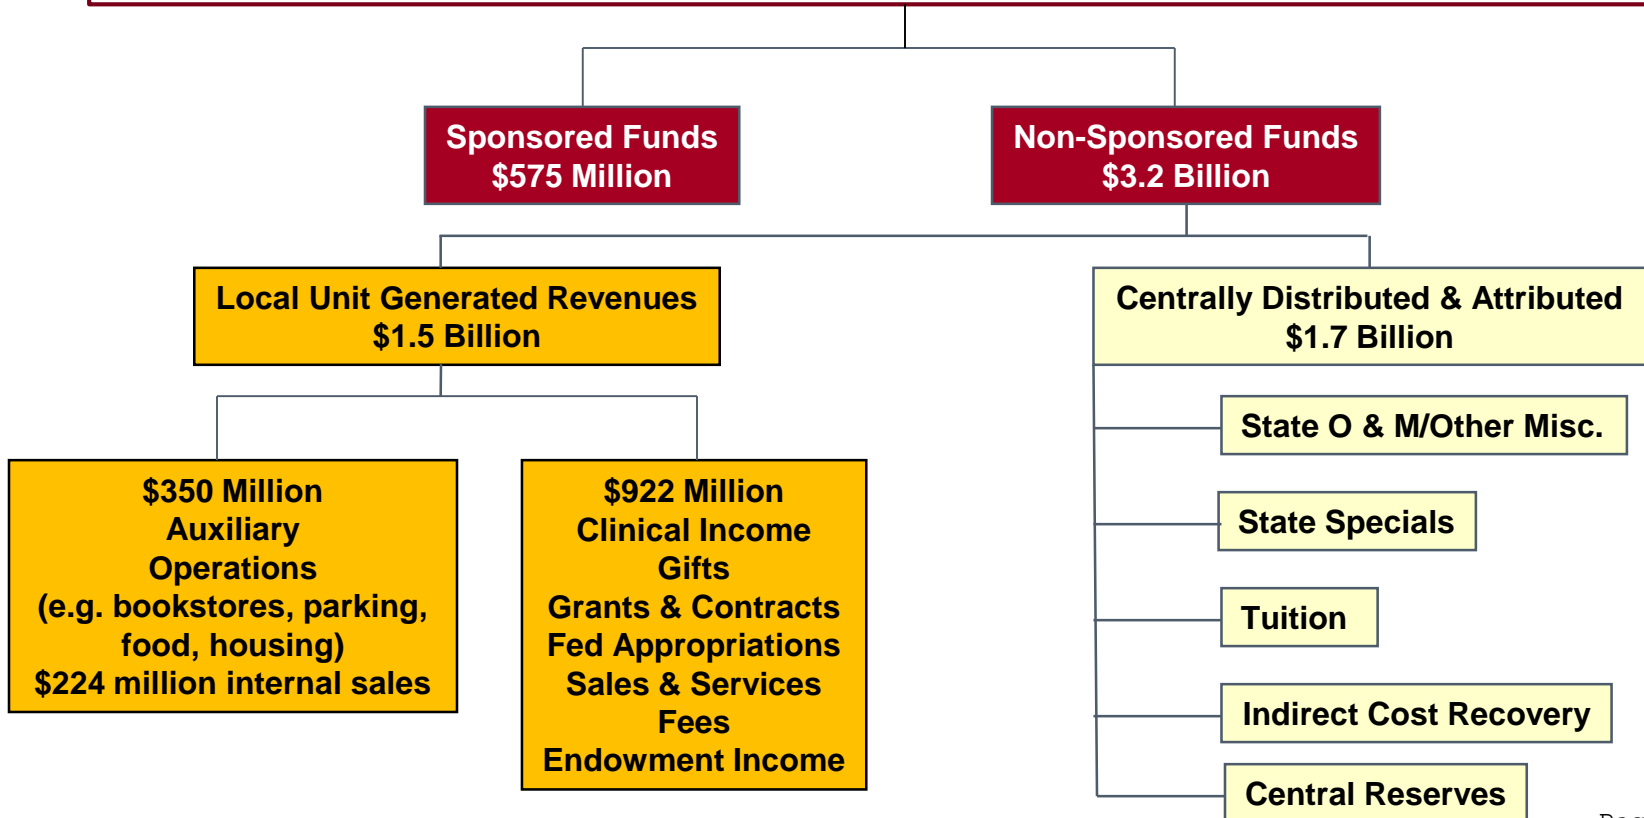 Sponsored Funds
$575 Million
Non-Sponsored Funds
$3.2 Billion
Local Unit Generated Revenues
$1.5 Billion
Centrally Distributed & Attributed
$1.7 Billion
$350 Million
Auxiliary
Operations
(e.g. bookstores, parking,
food, housing)
$224 million internal sales
$922 Million
Clinical Income
Gifts
Grants & Contracts
Fed Appropriations
Sales & Services
Fees
Endowment Income
State O & M/Other Misc.
State Specials
Tuition
Indirect Cost Recovery
Central Reserves